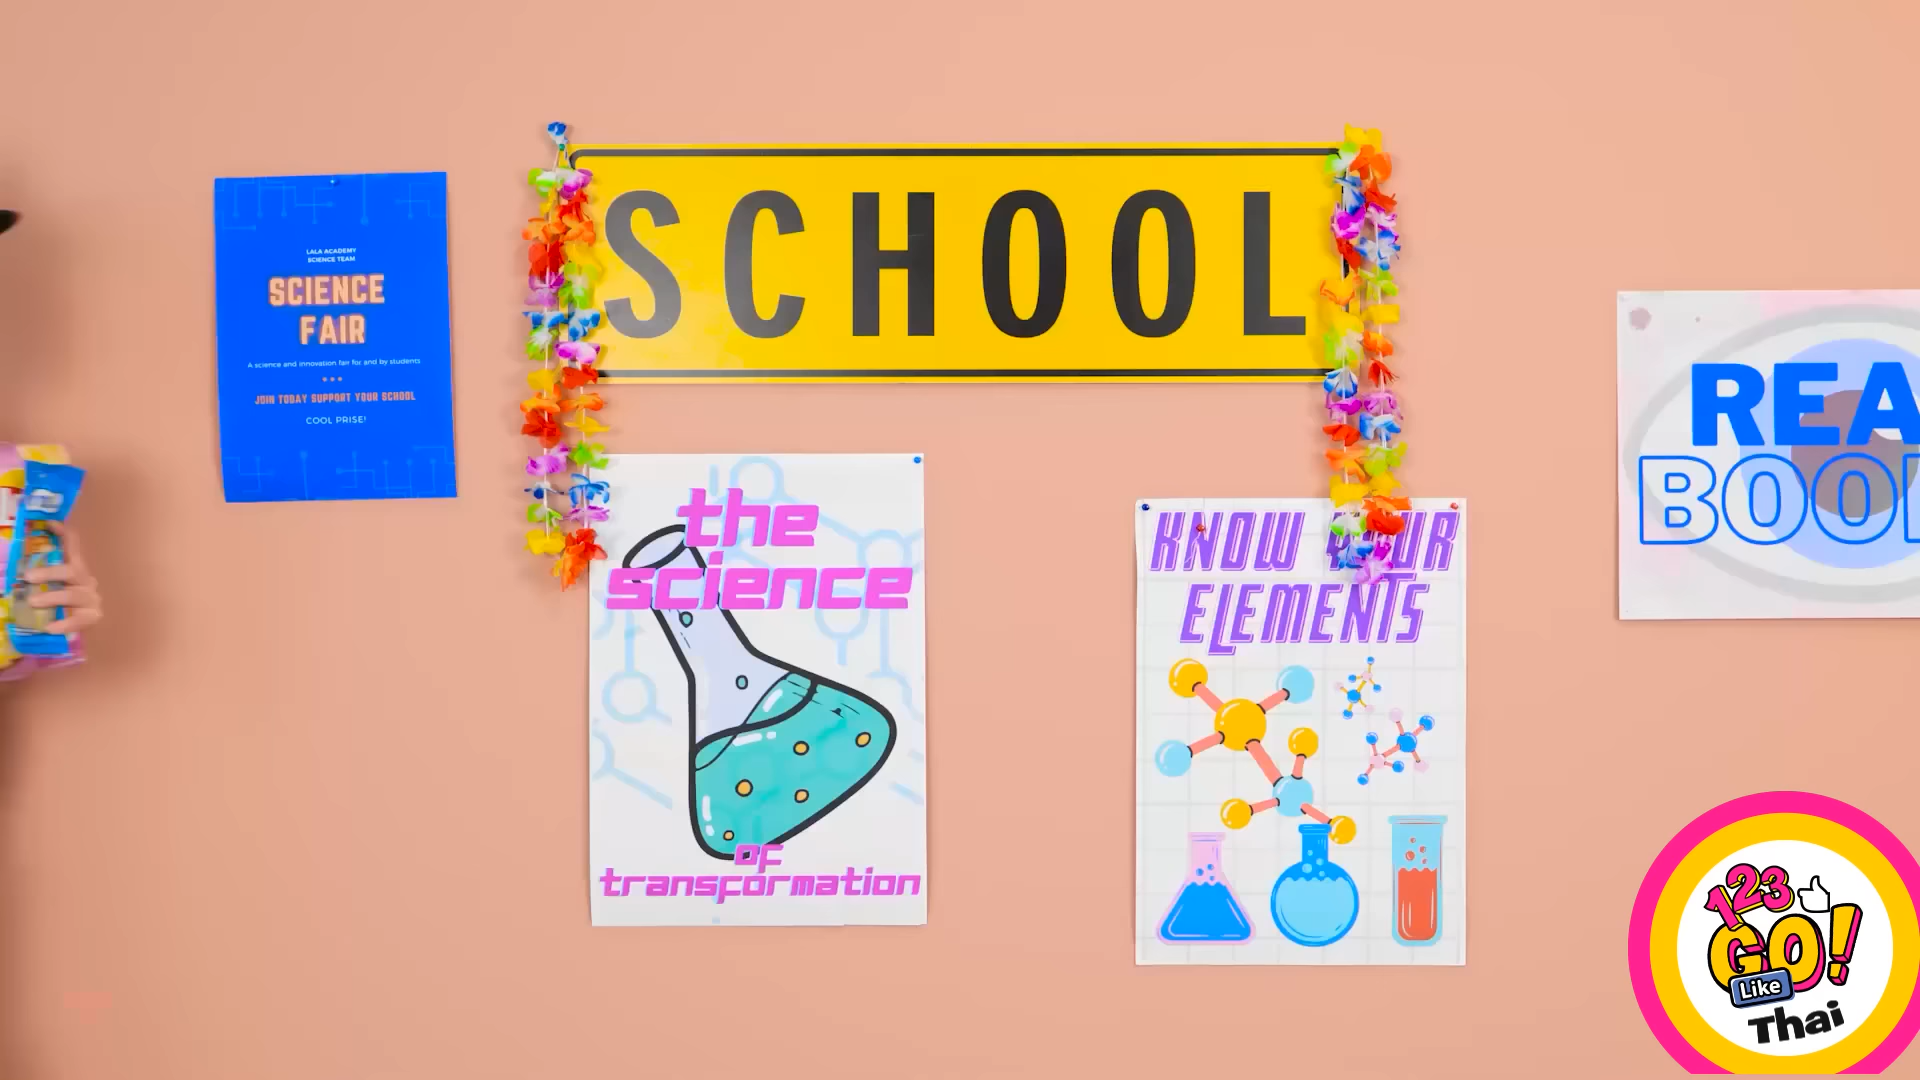 SCHOOL
LALA ACADEMY
SCIENCE TEAM
SCIENCE
FAIR
A science and innovation fair for and by students
JOIN TODAY SUPPORT YOUR SCHOOL
COOL PRISE!
the
science
of
transformation
KNOW YOUR
ELEMENTS
REA
BOO
123
GO!
Like
Thai